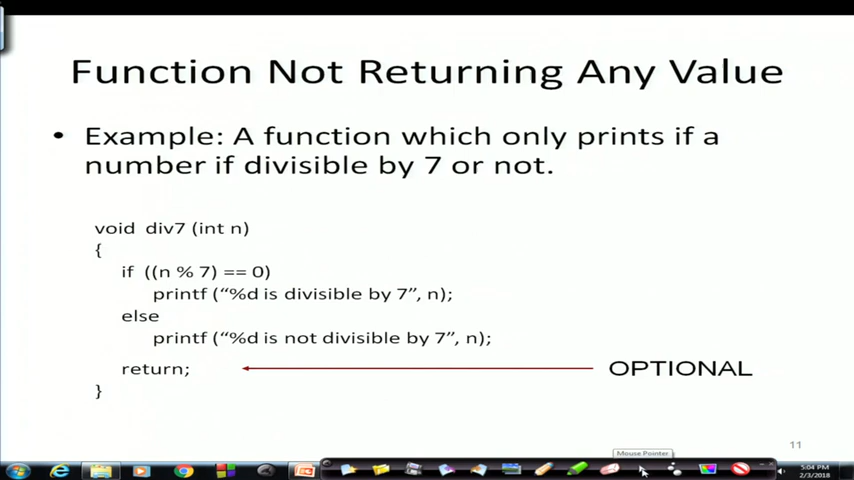 Function Not Returning Any Value
• Example: A function which only prints if a
number if divisible by 7 or not.
void div7 (int n)
{
if ((n % 7) == 0)
printf (“%d is divisible by 7”, n);
else
printf (“%d is not divisible by 7”, n);
return;
OPTIONAL
}
11
Mouse Pointer
5:04 PM
2/3/2018